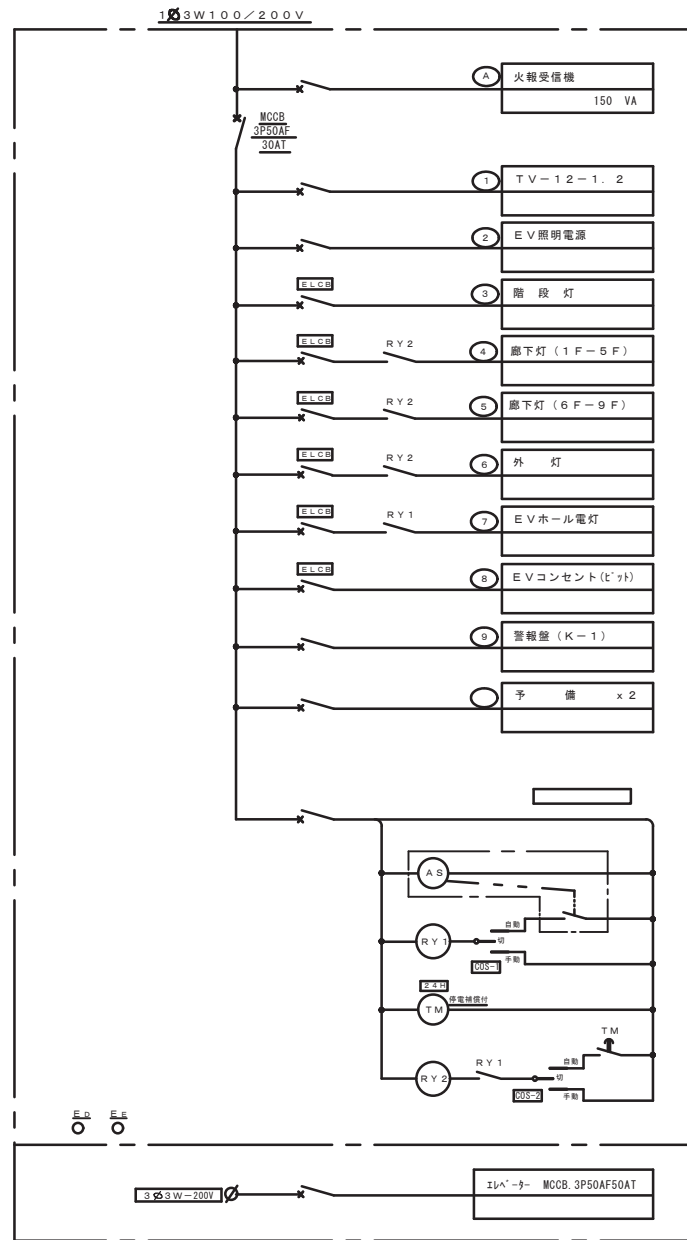 1Ø3W100/200V
A 火報受信機
150 VA
MCCB
3P50AF
30AT
1 TV-12-1.2
2 EV照明電源
ELCB 3 階段灯
ELCB RY2 4 廊下灯(1F-5F)
ELCB RY2 5 廊下灯(6F-9F)
ELCB RY2 6 外灯
ELCB RY1 7 EVホール電灯
ELCB 8 EVコンセント(ピット)
9 警報盤(K-1)
予備 x2
AS
自動
RY1 切
手動
COS-1
24H
TM 停電補償付
TM
RY1 自動
RY2 切
COS-2 手動
ED EE
3Ø3W-200V エレベーター MCCB.3P50AF50AT